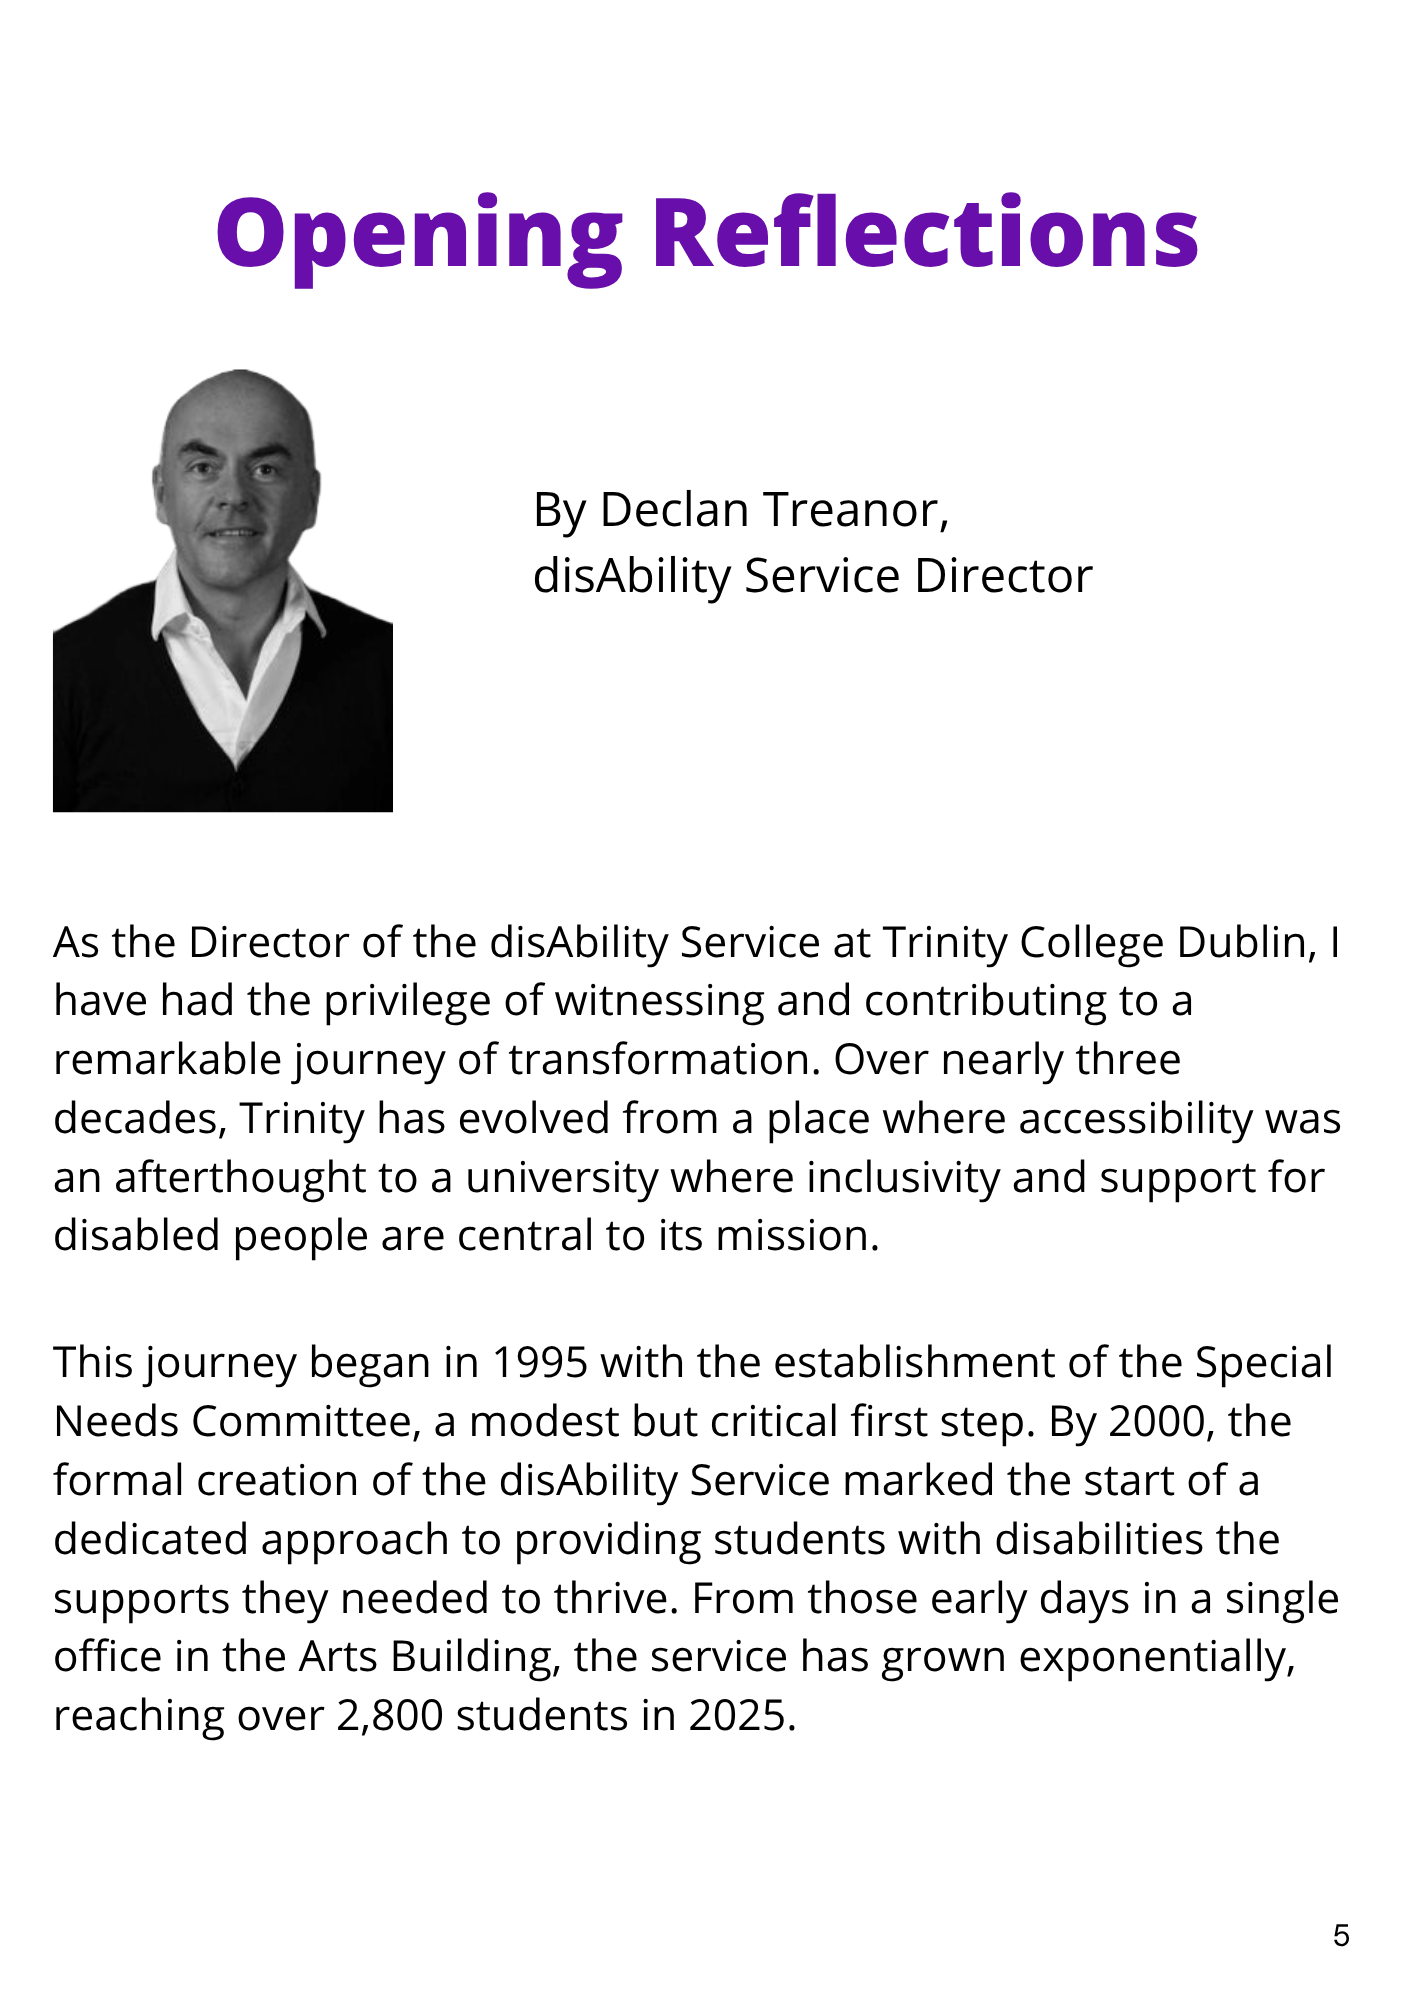 Opening Reflections
By Declan Treanor,
disAbility Service Director
As the Director of the disAbility Service at Trinity College Dublin, I
have had the privilege of witnessing and contributing to a
remarkable journey of transformation. Over nearly three
decades, Trinity has evolved from a place where accessibility was
an afterthought to a university where inclusivity and support for
disabled people are central to its mission.
This journey began in 1995 with the establishment of the Special
Needs Committee, a modest but critical first step. By 2000, the
formal creation of the disAbility Service marked the start of a
dedicated approach to providing students with disabilities the
supports they needed to thrive. From those early days in a single
office in the Arts Building, the service has grown exponentially,
reaching over 2,800 students in 2025.
5